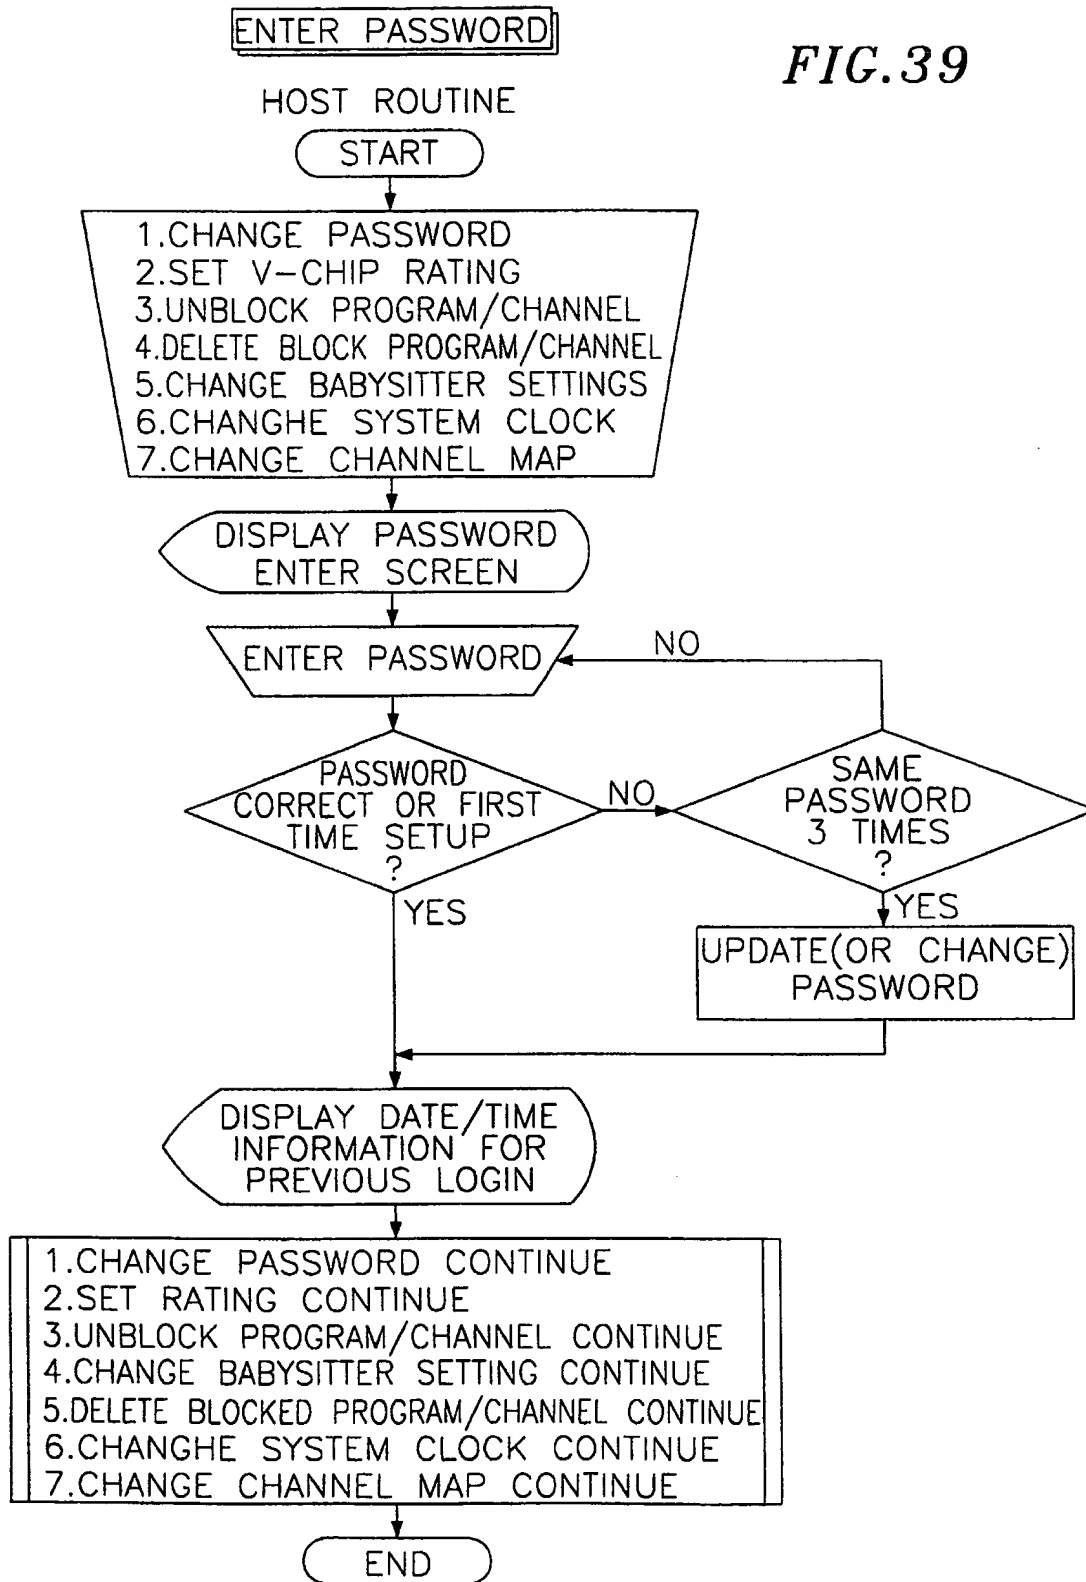 ENTER PASSWORD
FIG.39
HOST ROUTINE
START
1.CHANGE PASSWORD
2.SET V-CHIP RATING
3.UNBLOCK PROGRAM/CHANNEL
4.DELETE BLOCK PROGRAM/CHANNEL
5.CHANGE BABYSITTER SETTINGS
6.CHANGHE SYSTEM CLOCK
7.CHANGE CHANNEL MAP
DISPLAY PASSWORD
ENTER SCREEN
ENTER PASSWORD
NO
PASSWORD
CORRECT OR FIRST
TIME SETUP
?
NO
SAME
PASSWORD
3 TIMES
?
YES
YES
UPDATE(OR CHANGE)
PASSWORD
DISPLAY DATE/TIME
INFORMATION FOR
PREVIOUS LOGIN
1.CHANGE PASSWORD CONTINUE
2.SET RATING CONTINUE
3.UNBLOCK PROGRAM/CHANNEL CONTINUE
4.CHANGE BABYSITTER SETTING CONTINUE
5.DELETE BLOCKED PROGRAM/CHANNEL CONTINUE
6.CHANGHE SYSTEM CLOCK CONTINUE
7.CHANGE CHANNEL MAP CONTINUE
END